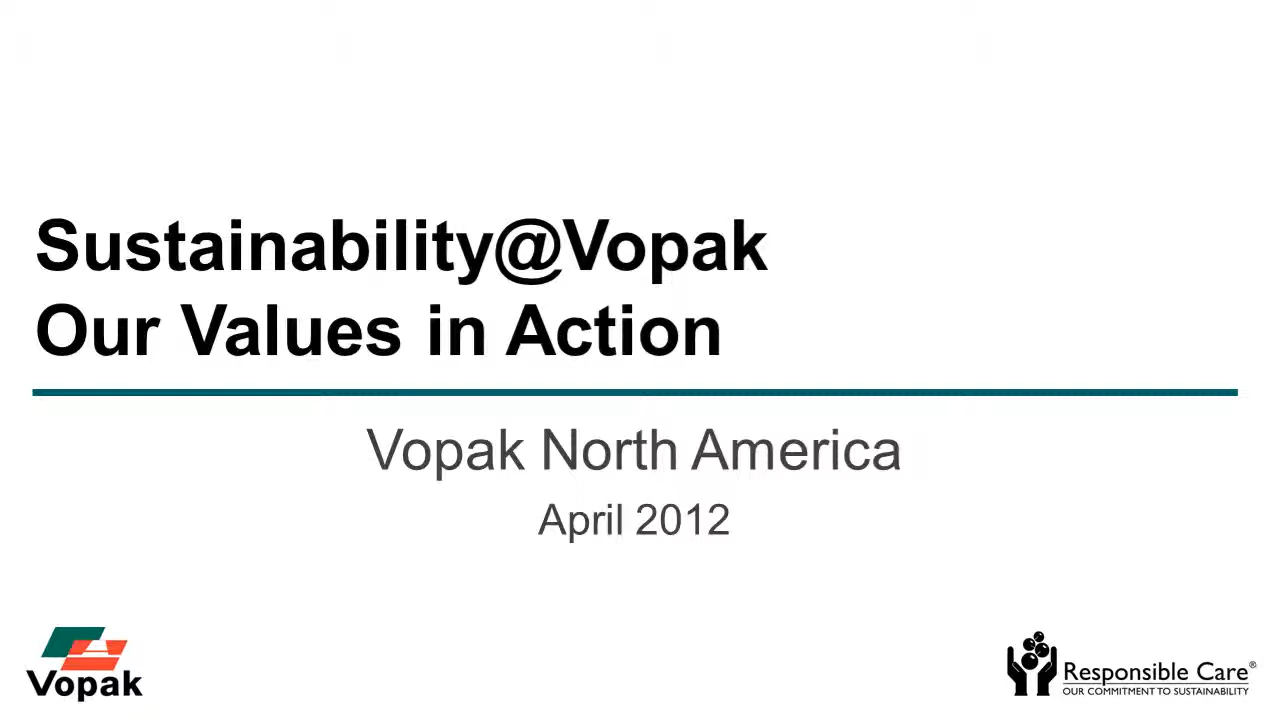 Sustainability@Vopak
Our Values in Action
Vopak North America
April 2012
Vopak
Responsible Care®
OUR COMMITMENT TO SUSTAINABILITY